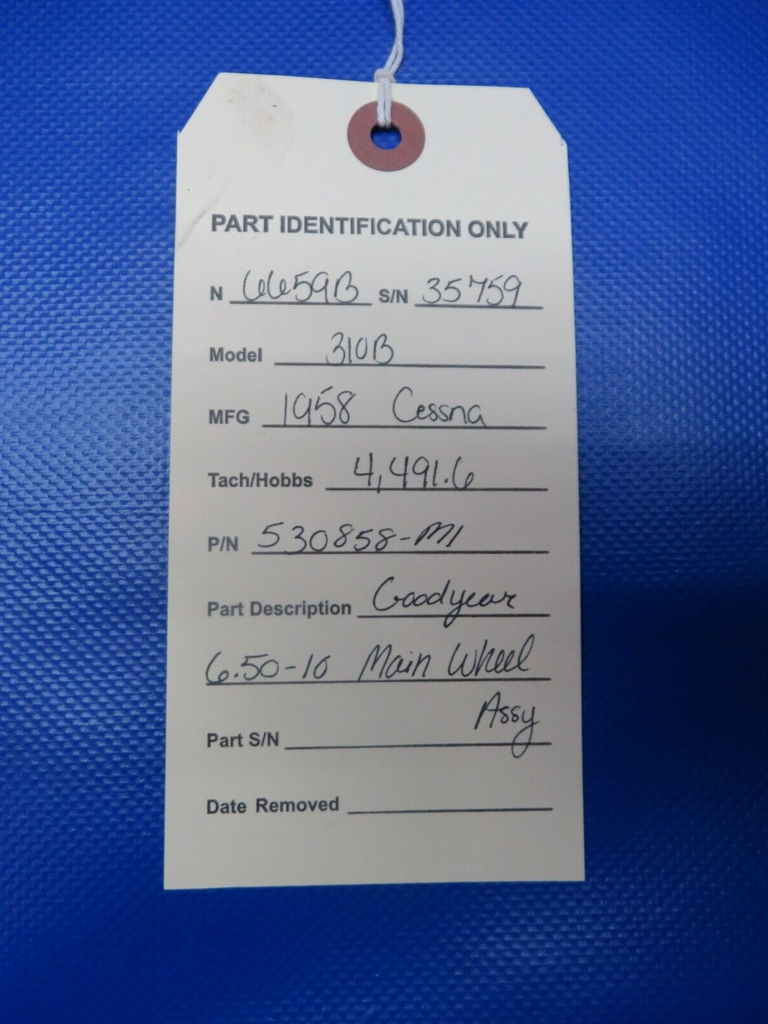 PART IDENTIFICATION ONLY
N 6659B S/N 35759
Model 310B
MFG 1958 Cessna
Tach/Hobbs 4,491.6
P/N 530858-M1
Part Description Goodyear
6.50-10 Main Wheel
Assy
Part S/N
Date Removed